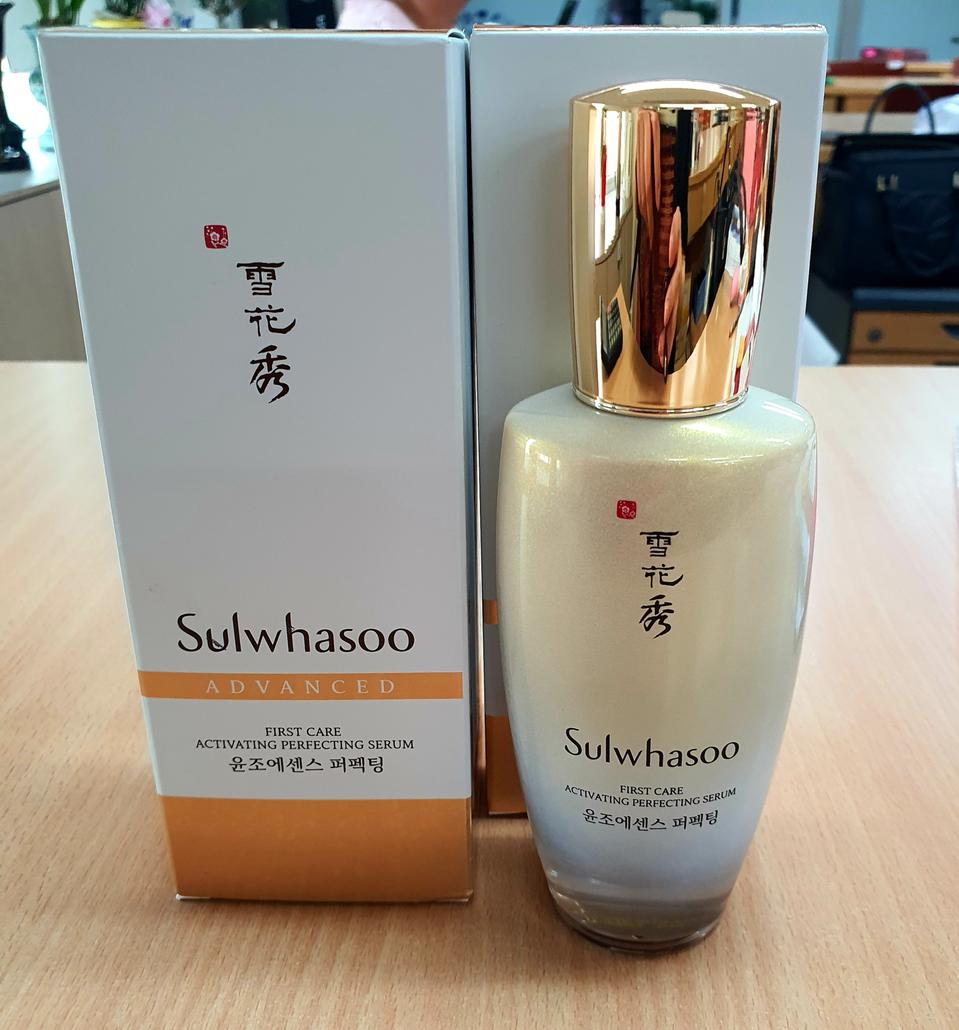 雪
花
秀
Sulwhasoo
ADVANCED
FIRST CARE
ACTIVATING PERFECTING SERUM
윤조에센스 퍼펙팅
雪
花
秀
Sulwhasoo
FIRST CARE
ACTIVATING PERFECTING SERUM
윤조에센스 퍼펙팅